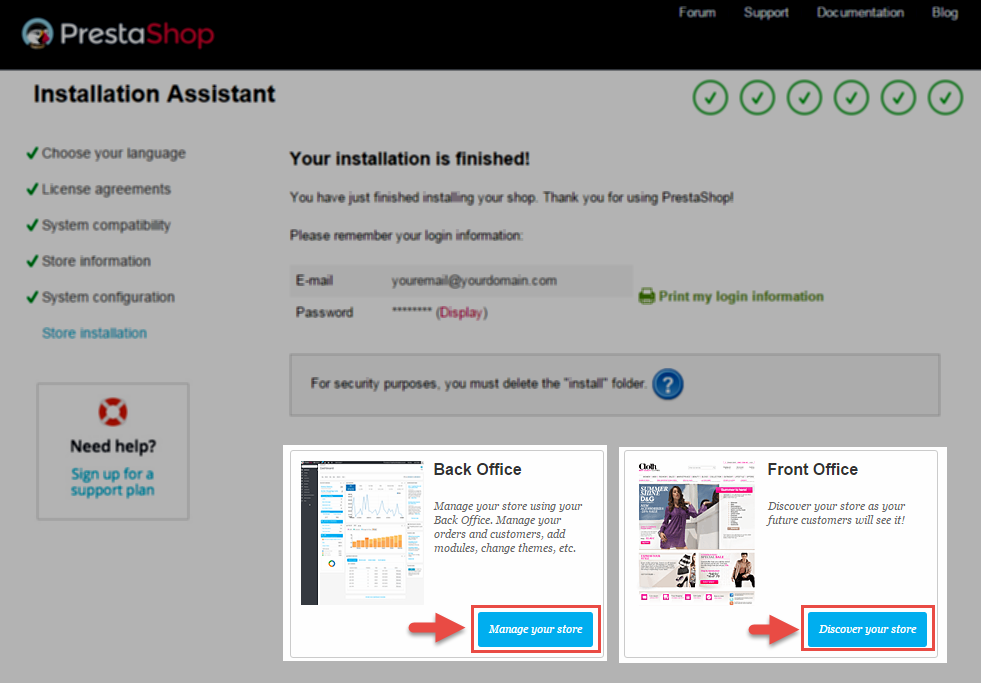 Forum Support Documentation Blog
PrestaShop
Installation Assistant
Choose your language
License agreements
System compatibility
Store information
System configuration
Store installation
Need help?
Sign up for a
support plan
Your installation is finished!
You have just finished installing your shop. Thank you for using PrestaShop!
Please remember your login information:
E-mail youremail@yourdomain.com
Password ******** (Display)
Print my login information
For security purposes, you must delete the "install" folder. ?
Back Office
Manage your store using your
Back Office. Manage your
orders and customers, add
modules, change themes, etc.
Manage your store
Cloth_
SUMMER
SHINE
D&G
-25%
Front Office
Discover your store as your
future customers will see it!
Discover your store